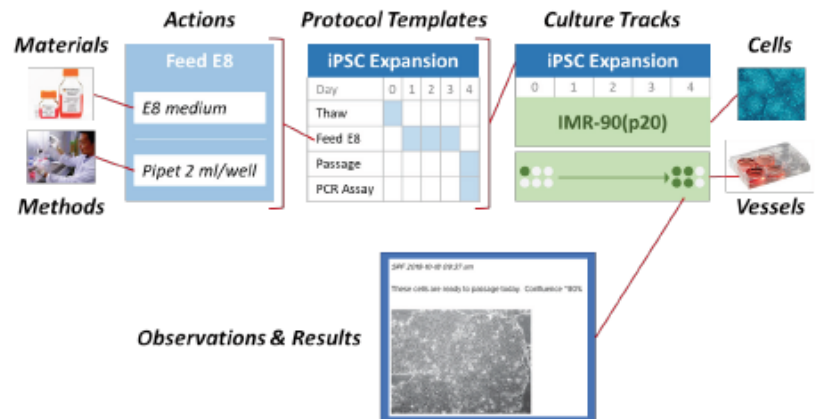 Actions
Protocol Templates
Culture Tracks
Materials
Cells
Feed E8
iPSC Expansion
iPSC Expansion
Day 0 1 2 3 4
0 1 2 3 4
E8 medium
Thaw
IMR-90(p20)
Feed E8
Pipet 2 ml/well
Passage
PCR Assay
Methods
Vessels
These cells are ready to passage today. Confluence ~80%
Observations & Results